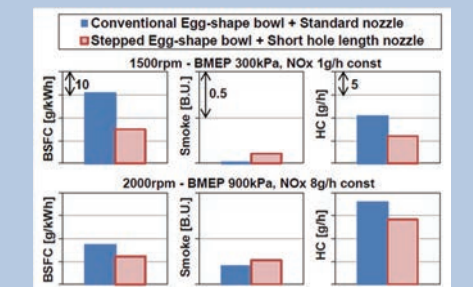 Conventional Egg-shape bowl + Standard nozzle
Stepped Egg-shape bowl + Short hole length nozzle
1500rpm - BMEP 300kPa, NOx 1g/h const
BSFC [g/kWh]
10
Smoke [B.U.]
0.5
HC [g/h]
5
2000rpm - BMEP 900kPa, NOx 8g/h const
BSFC [g/kWh]
Smoke [B.U.]
HC [g/h]